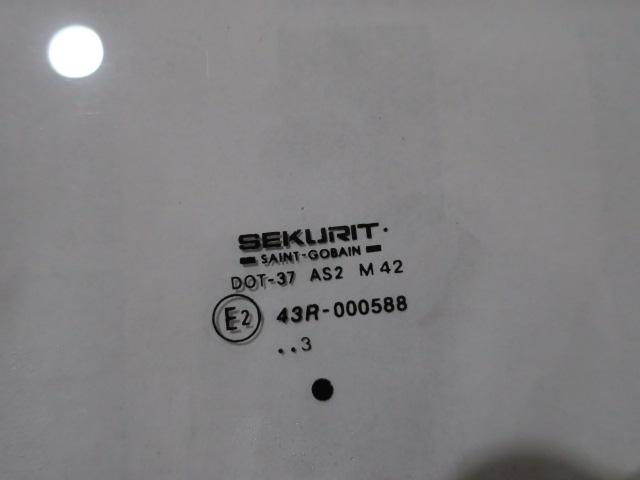 SEKURIT
SAINT-GOBAIN
DOT-37 AS2 M42
E2 43R-000588
..3